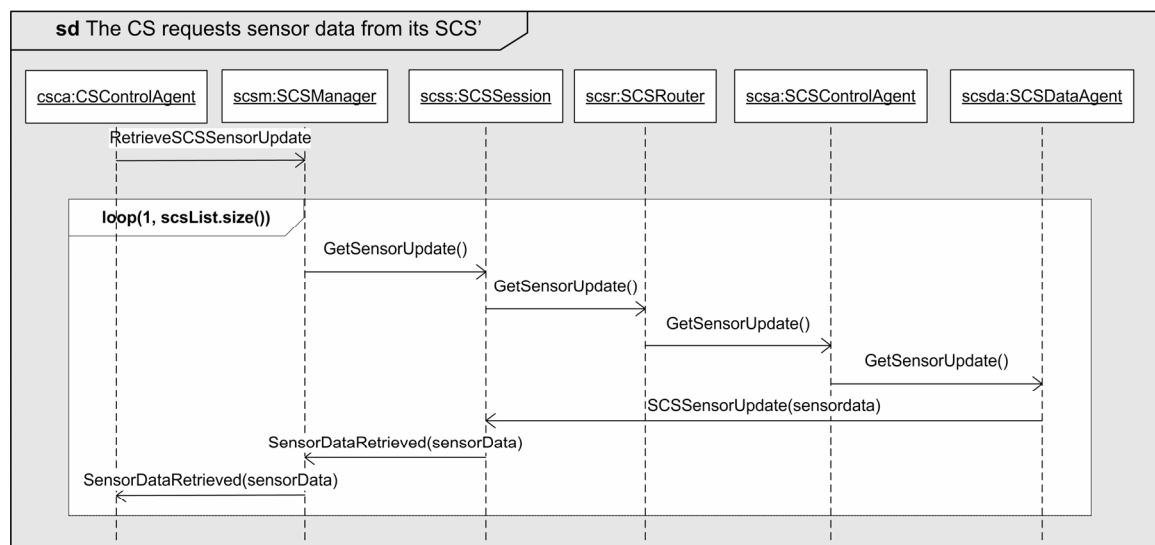 sd The CS requests sensor data from its SCS’
csca:CSControlAgent
scsm:SCSManager
scss:SCSSession
scsr:SCSRouter
scsa:SCSControlAgent
scsda:SCSDataAgent
RetrieveSCSSensorUpdate
loop(1, scsList.size())
GetSensorUpdate()
GetSensorUpdate()
GetSensorUpdate()
GetSensorUpdate()
SCSSensorUpdate(sensordata)
SensorDataRetrieved(sensorData)
SensorDataRetrieved(sensorData)